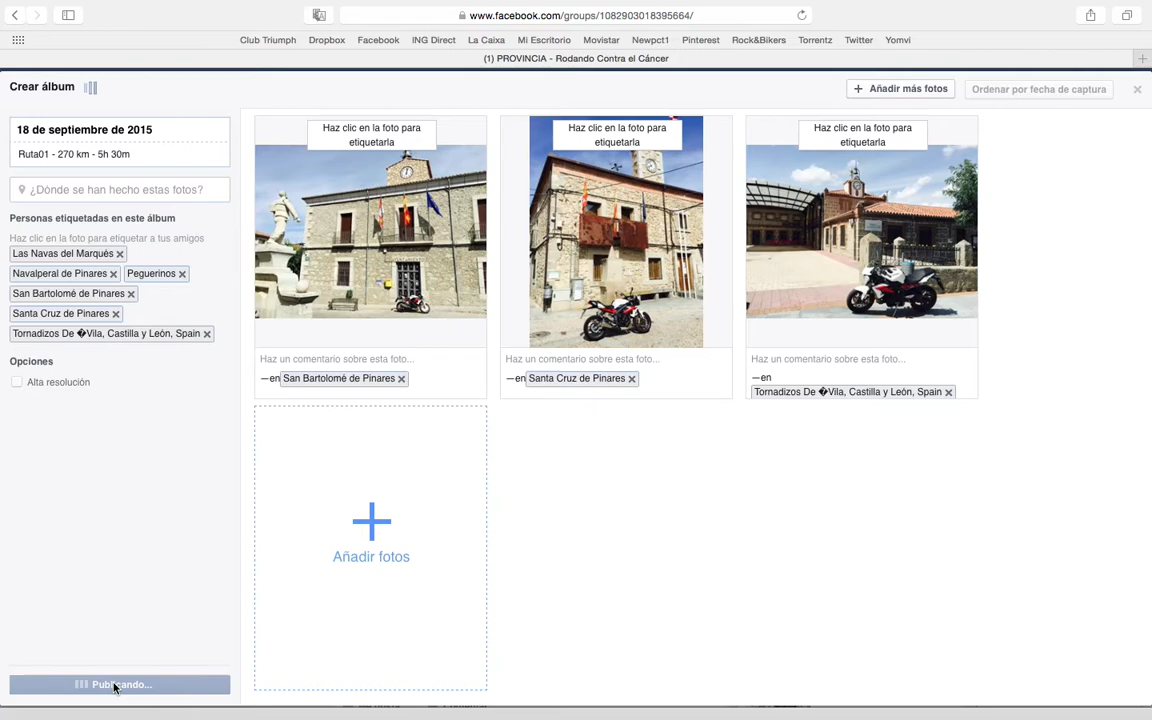 www.facebook.com/groups/1082903018395664/
Club Triumph Dropbox Facebook ING Direct La Caixa Mi Escritorio Movistar Newpct1 Pinterest Rock&Bikers Torrentz Twitter Yomvi
(1) PROVINCIA - Rodando Contra el Cáncer
Crear álbum
+ Añadir más fotos
Ordenar por fecha de captura
18 de septiembre de 2015
Ruta01 - 270 km - 5h 30m
¿Dónde se han hecho estas fotos?
Personas etiquetadas en este álbum
Haz clic en la foto para etiquetar a tus amigos
Las Navas del Marqués
Navalperal de Pinares Peguerinos
San Bartolomé de Pinares
Santa Cruz de Pinares
Tornadizos De �Vila, Castilla y León, Spain
Opciones
Alta resolución
Publicando...
Haz clic en la foto para
etiquetarla
Haz un comentario sobre esta foto...
—en San Bartolomé de Pinares
Haz clic en la foto para
etiquetarla
Haz un comentario sobre esta foto...
—en Santa Cruz de Pinares
Haz clic en la foto para
etiquetarla
Haz un comentario sobre esta foto...
—en
Tornadizos De �Vila, Castilla y León, Spain
Añadir fotos